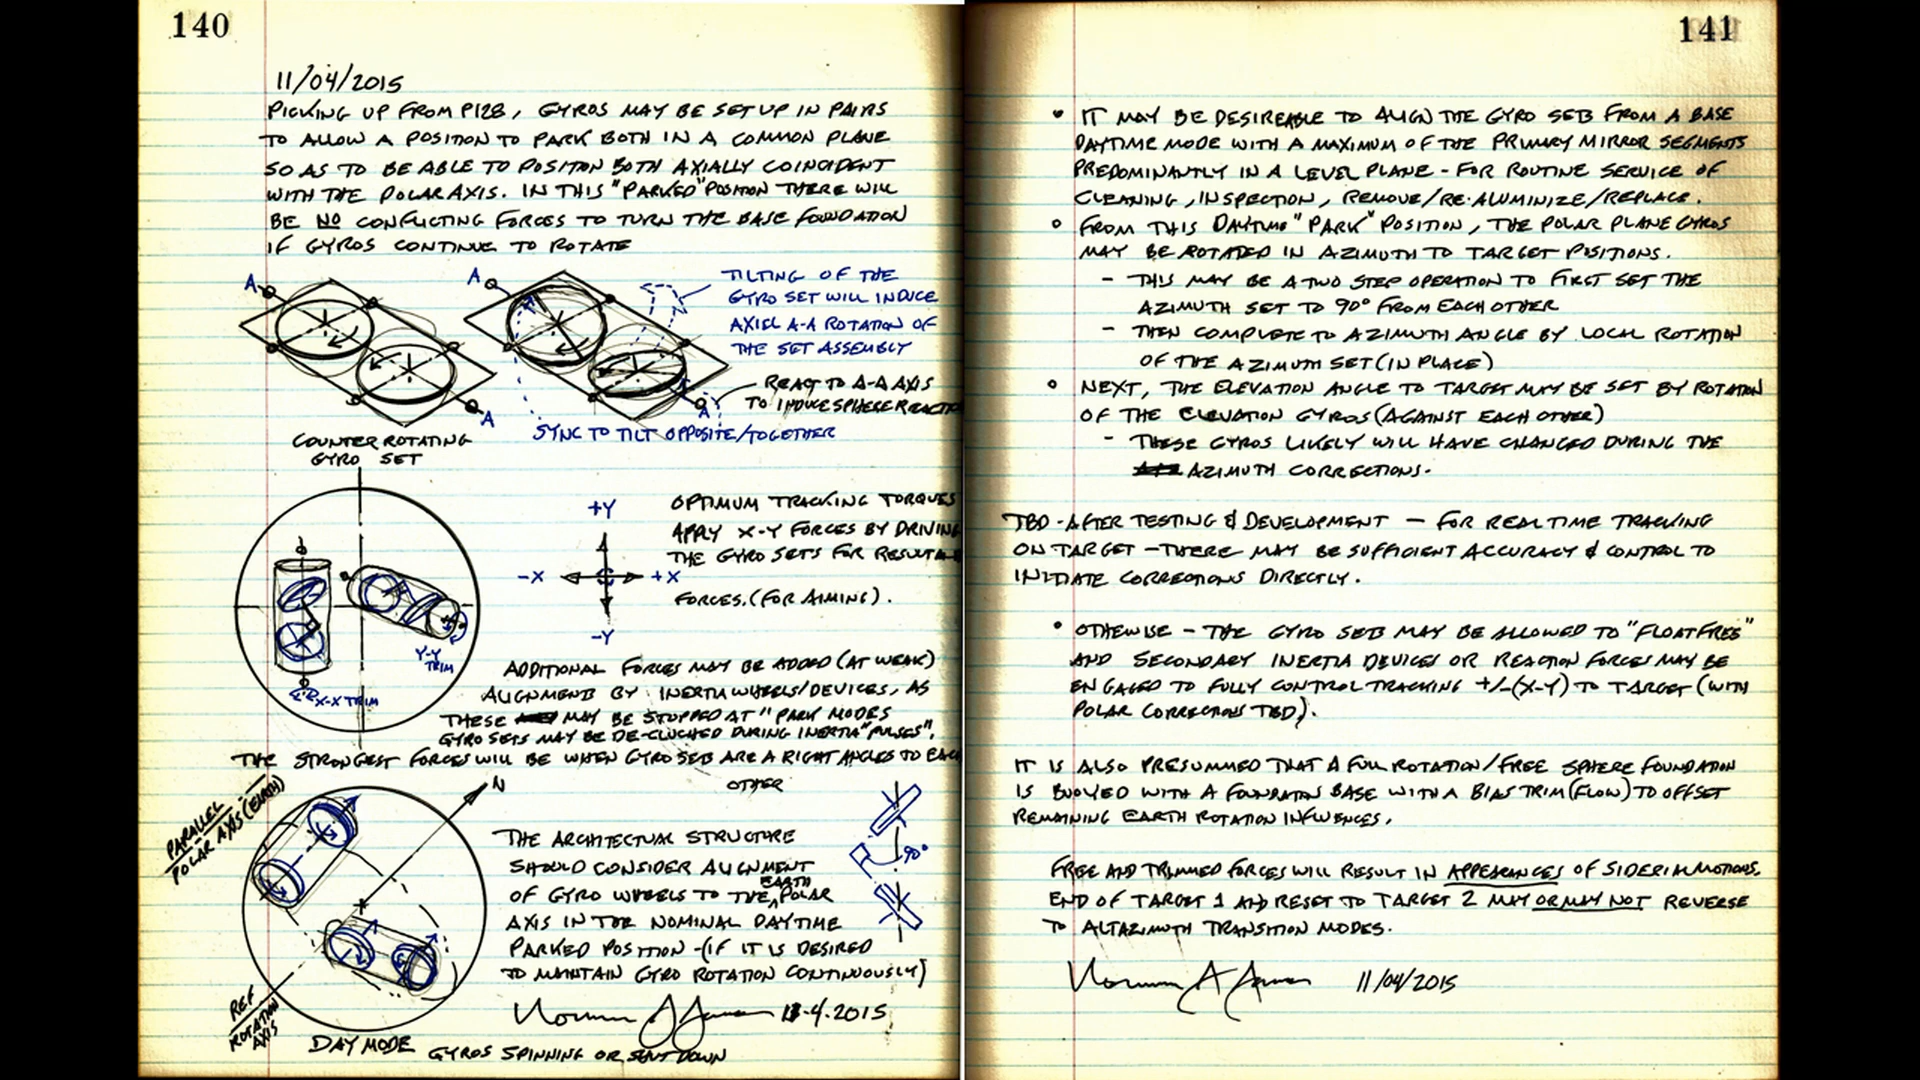 140
11/04/2015
PICKING UP FROM P128, GYROS MAY BE SET UP IN PAIRS
TO ALLOW A POSITION TO PARK BOTH IN A COMMON PLANE
SO AS TO BE ABLE TO POSITION BOTH AXIALLY COINCIDENT
WITH THE POLAR AXIS. IN THIS "PARKED" POSITION THERE WILL
BE NO CONFLICTING FORCES TO TURN THE BASE FOUNDATION
IF GYROS CONTINUE TO ROTATE
A
A
A
A
TILTING OF THE
GYRO SET WILL INDUCE
AXIEL A-A ROTATION OF
THE SET ASSEMBLY
REACT TO A-A AXIS
TO INDUCE SPHERE REACTION
SYNC TO TILT OPPOSITE/TOGETHER
COUNTER ROTATING
GYRO SET
OPTIMUM TRACKING TORQUES
APPLY X-Y FORCES BY DRIVING
THE GYRO SETS FOR RESULTANT
FORCES. (FOR AIMING).
+Y
-X
+X
-Y
Y-Y
TRIM
X-X TRIM
ADDITIONAL FORCES MAY BE ADDED (AT WEAK)
ALIGNMENTS BY INERTIA WHEELS/DEVICES, AS
THESE MAY BE STOPPED AT "PARK MODES
GYRO SETS MAY BE DE-CLUCHED DURING INERTIA "PULSES".
THE STRONGEST FORCES WILL BE WHEN GYRO SETS ARE A RIGHT ANGLES TO EACH
OTHER
PARALLEL
POLAR AXIS (EARTH)
N
90°
THE ARCHITECTUAL STRUCTURE
SHOULD CONSIDER ALIGNMENT
OF GYRO WHEELS TO THE EARTH POLAR
AXIS IN THE NOMINAL DAYTIME
PARKED POSITION - (IF IT IS DESIRED
TO MAINTAIN GYRO ROTATION CONTINUOUSLY)
REF
ROTATION
AXIS
11-4-2015
DAY MODE GYROS SPINNING OR SHUT DOWN
141
• IT MAY BE DESIREABLE TO ALIGN THE GYRO SETS FROM A BASE
DAYTIME MODE WITH A MAXIMUM OF THE PRIMARY MIRROR SEGMENTS
PREDOMINANTLY IN A LEVEL PLANE - FOR ROUTINE SERVICE OF
CLEANING, INSPECTION, REMOVE/RE-ALUMINIZE/REPLACE.
• FROM THIS DAYTIME "PARK" POSITION, THE POLAR PLANE GYROS
MAY BE ROTATED IN AZIMUTH TO TARGET POSITIONS.
- THIS MAY BE A TWO STEP OPERATION TO FIRST SET THE
AZIMUTH SET TO 90° FROM EACH OTHER
- THEN COMPLETE TO AZIMUTH ANGLE BY LOCAL ROTATION
OF THE AZIMUTH SET (IN PLACE)
• NEXT, THE ELEVATION ANGLE TO TARGET MAY BE SET BY ROTATION
OF THE ELEVATION GYROS (AGAINST EACH OTHER)
- THESE GYROS LIKELY WILL HAVE CHANGED DURING THE
AZIMUTH CORRECTIONS.
TBD - AFTER TESTING & DEVELOPMENT - FOR REAL TIME TRACKING
ON TARGET - THERE MAY BE SUFFICIENT ACCURACY & CONTROL TO
INITIATE CORRECTIONS DIRECTLY.
• OTHEWISE - THE GYRO SETS MAY BE ALLOWED TO "FLOAT FREE"
AND SECONDARY INERTIA DEVICES OR REACTION FORCES MAY BE
ENGAGED TO FULLY CONTROL TRACKING +/-(X-Y) TO TARGET (WITH
POLAR CORRECTIONS TBD).
IT IS ALSO PRESUMMED THAT A FULL ROTATION/FREE SPHERE FOUNDATION
IS BUOYED WITH A FOUNDATION BASE WITH A BIAS TRIM (FLOW) TO OFFSET
REMAINING EARTH ROTATION INFLUENCES.
FREE AND TRIMMED FORCES WILL RESULT IN APPEARANCES OF SIDERIAL MOTIONS.
END OF TARGET 1 AND RESET TO TARGET 2 MAY OR MAY NOT REVERSE
TO ALTAZIMUTH TRANSITION MODES.
11/04/2015